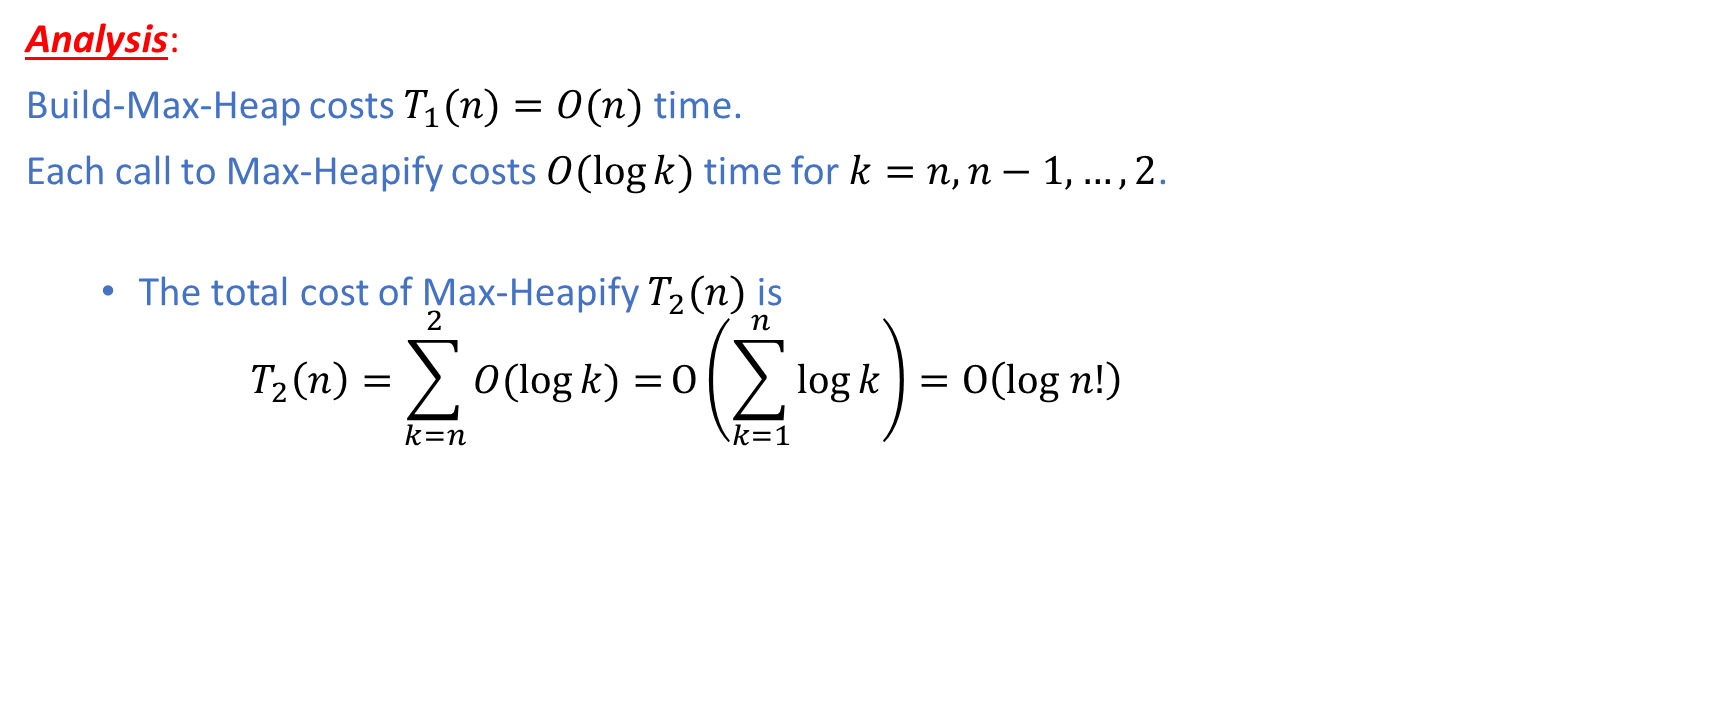 Analysis:
Build-Max-Heap costs T₁(n) = O(n) time.
Each call to Max-Heapify costs O(log k) time for k = n, n − 1, …, 2.
• The total cost of Max-Heapify T₂(n) is
T₂(n) = ∑_{k=n}^{2} O(log k) = O(∑_{k=1}^{n} log k) = O(log n!)